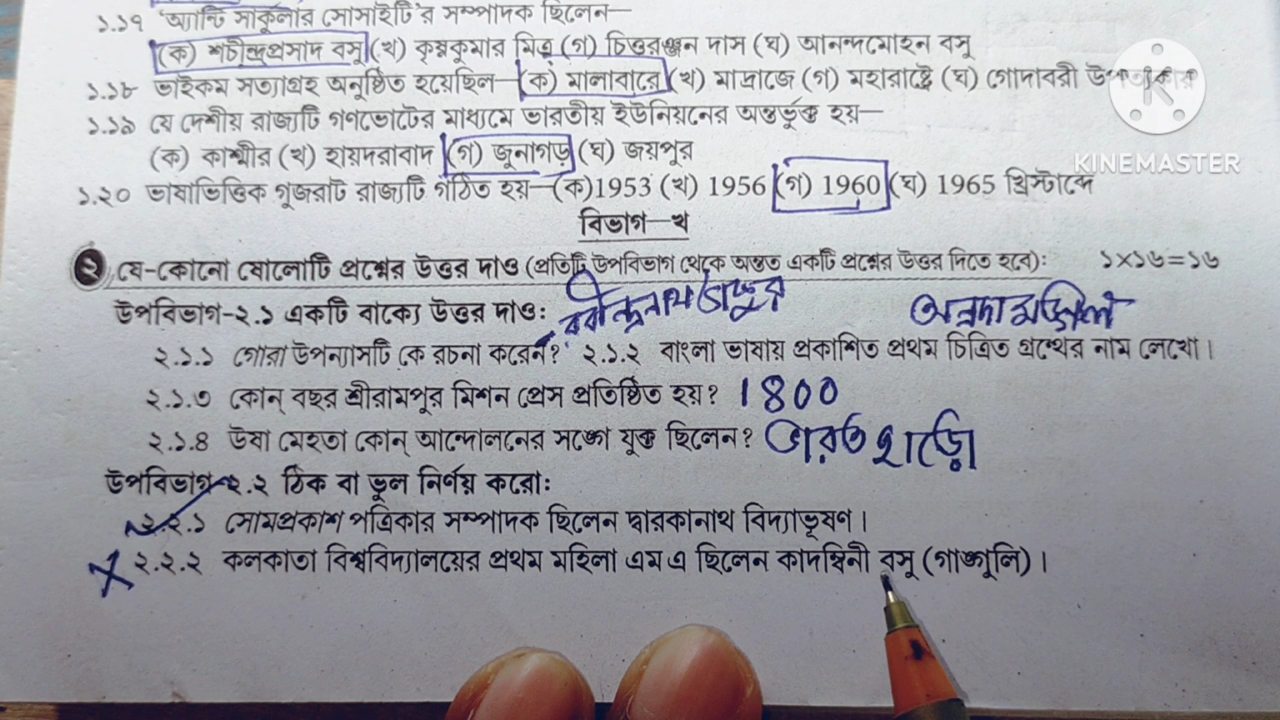 ১.১৭ 'অ্যান্টি সার্কুলার সোসাইটি'র সম্পাদক ছিলেন—
(ক) শচীন্দ্রপ্রসাদ বসু (খ) কৃষ্ণকুমার মিত্র (গ) চিত্তরঞ্জন দাস (ঘ) আনন্দমোহন বসু
১.১৮ ভাইকম সত্যাগ্রহ অনুষ্ঠিত হয়েছিল—(ক) মালাবারে (খ) মাদ্রাজে (গ) মহারাষ্ট্রে (ঘ) গোদাবরী উপত্যকায়
KINEMASTER
১.১৯ যে দেশীয় রাজ্যটি গণভোটের মাধ্যমে ভারতীয় ইউনিয়নের অন্তর্ভুক্ত হয়—
(ক) কাশ্মীর (খ) হায়দরাবাদ (গ) জুনাগড় (ঘ) জয়পুর
১.২০ ভাষাভিত্তিক গুজরাট রাজ্যটি গঠিত হয়—(ক)1953 (খ) 1956 (গ) 1960 (ঘ) 1965 খ্রিস্টাব্দে
বিভাগ—খ
২ যে-কোনো ষোলোটি প্রশ্নের উত্তর দাও (প্রতিটি উপবিভাগ থেকে অন্তত একটি প্রশ্নের উত্তর দিতে হবে): ১×১৬=১৬
উপবিভাগ-২.১ একটি বাক্যে উত্তর দাও: রবীন্দ্রনাথ ঠাকুর অন্নদামঙ্গল
২.১.১ গোরা উপন্যাসটি কে রচনা করেন? ২.১.২ বাংলা ভাষায় প্রকাশিত প্রথম চিত্রিত গ্রন্থের নাম লেখো।
২.১.৩ কোন্ বছর শ্রীরামপুর মিশন প্রেস প্রতিষ্ঠিত হয়? 1800
২.১.৪ উষা মেহতা কোন্ আন্দোলনের সঙ্গে যুক্ত ছিলেন? ভারত ছাড়ো
উপবিভাগ-২.২ ঠিক বা ভুল নির্ণয় করো:
২.২.১ সোমপ্রকাশ পত্রিকার সম্পাদক ছিলেন দ্বারকানাথ বিদ্যাভূষণ।
২.২.২ কলকাতা বিশ্ববিদ্যালয়ের প্রথম মহিলা এম এ ছিলেন কাদম্বিনী বসু (গাঙ্গুলি)।